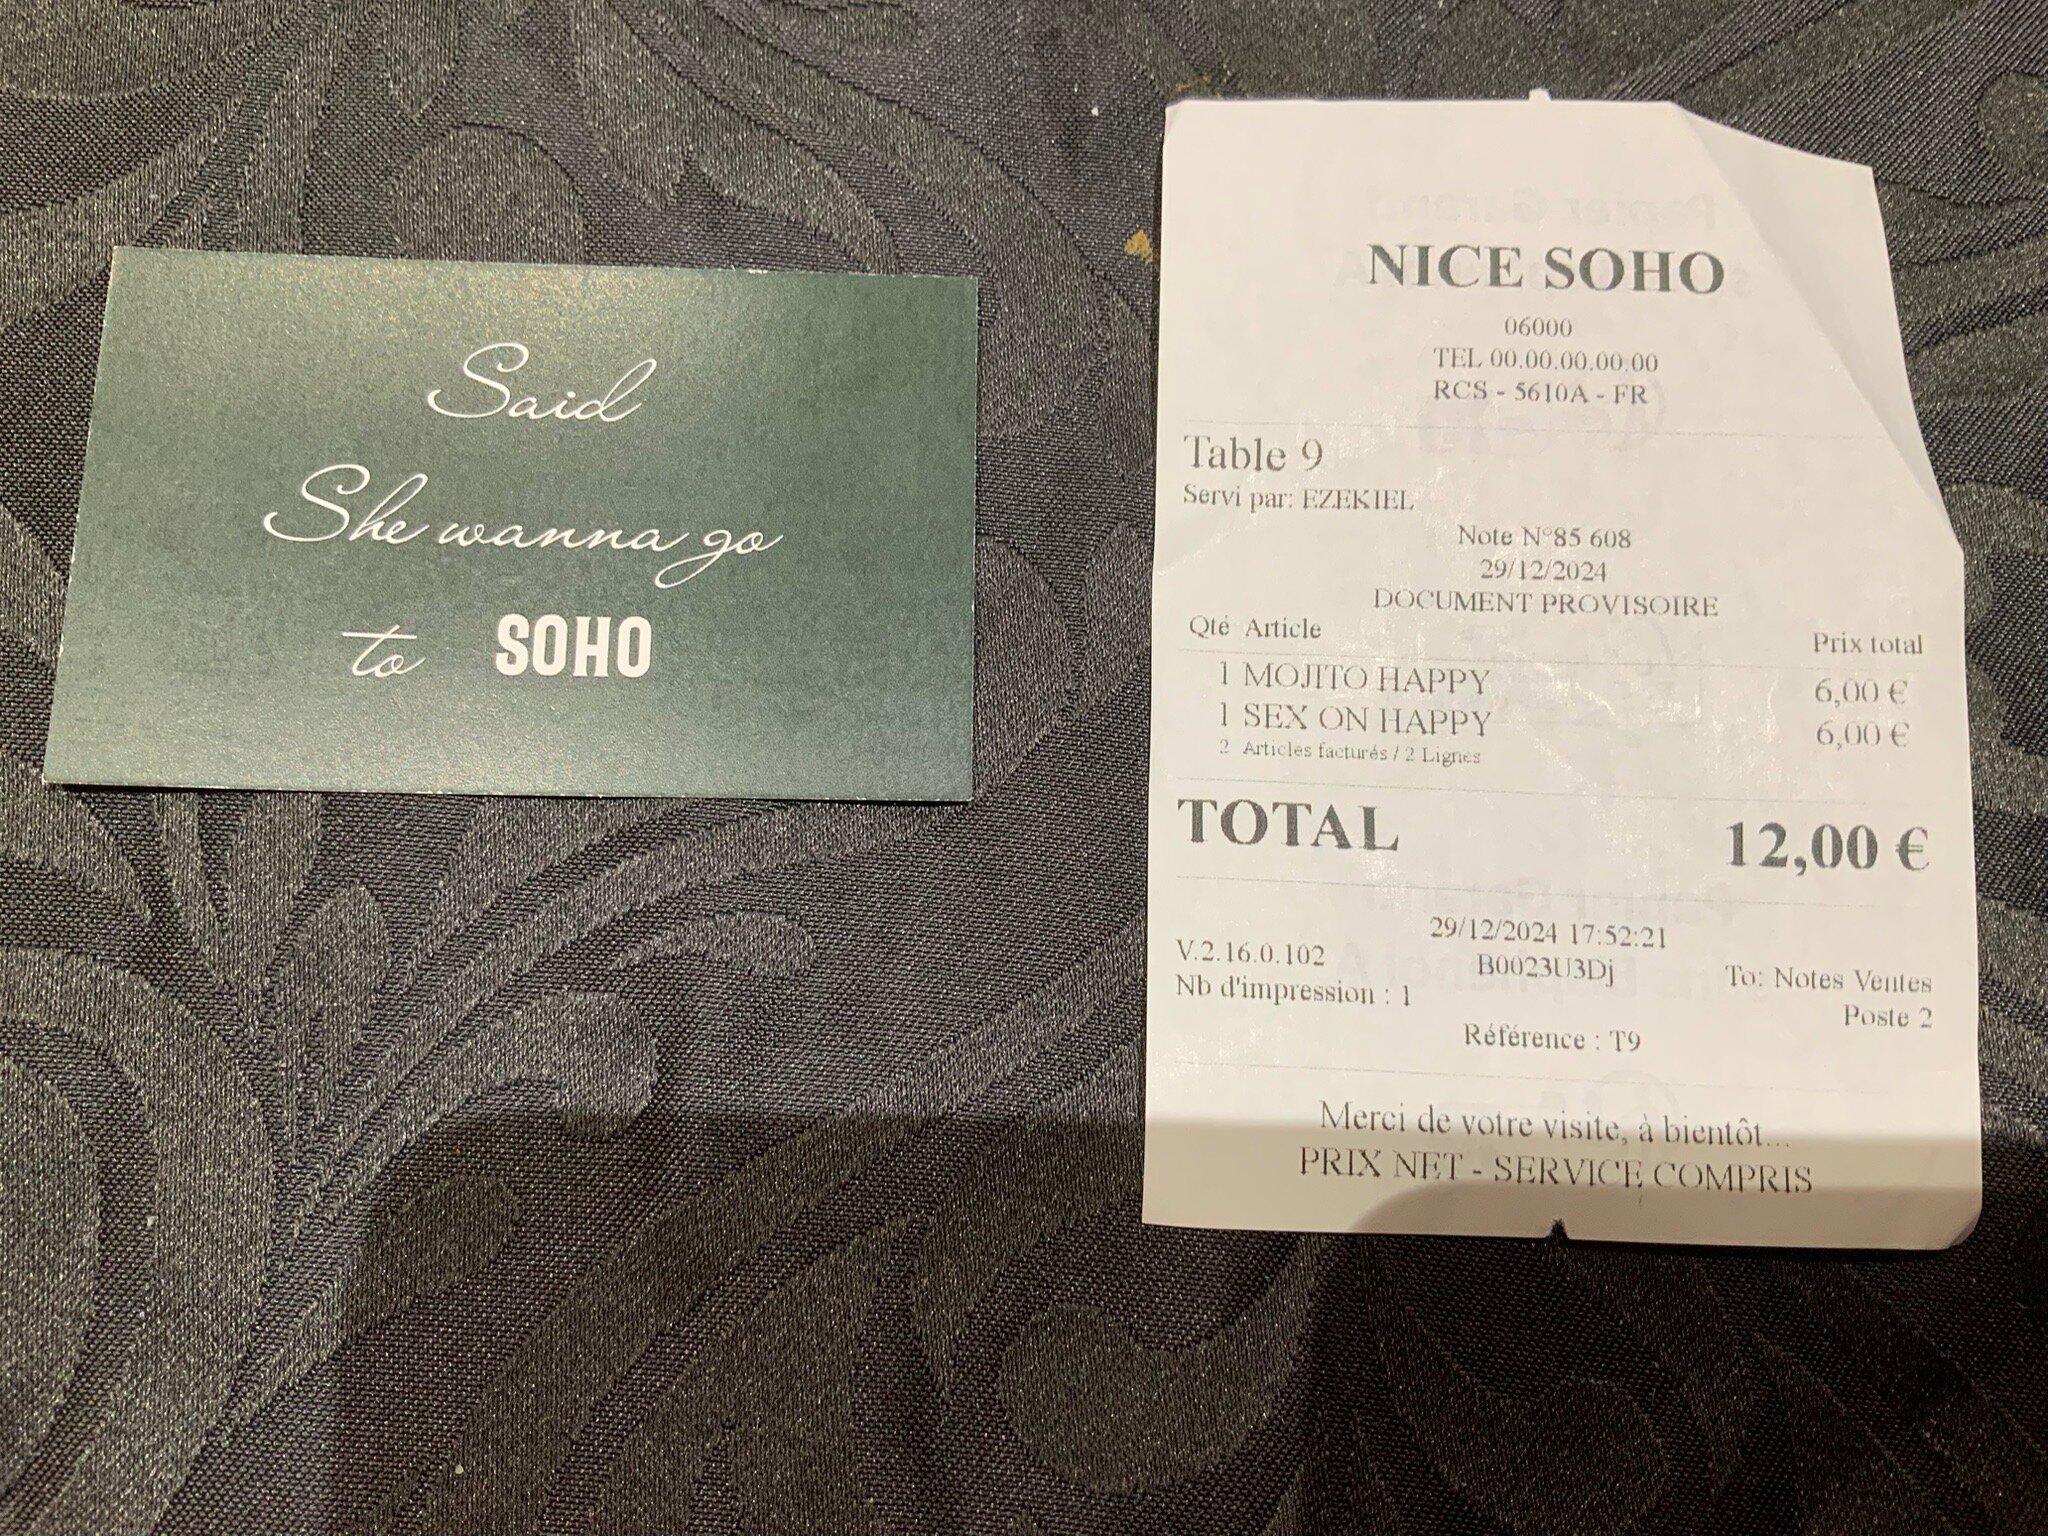 Said
She wanna go
to SOHO
NICE SOHO
06000
TEL 00.00.00.00.00
RCS - 5610A - FR
Table 9
Servi par: EZEKIEL
Note N°85 608
29/12/2024
DOCUMENT PROVISOIRE
Qté Article Prix total
1 MOJITO HAPPY 6,00 €
1 SEX ON HAPPY 6,00 €
2 Articles facturés / 2 Lignes
TOTAL 12,00 €
29/12/2024 17:52:21
V.2.16.0.102 B0023U3Dj To: Notes Ventes
Nb d'impression : 1 Poste 2
Référence : T9
Merci de votre visite, à bientôt...
PRIX NET - SERVICE COMPRIS